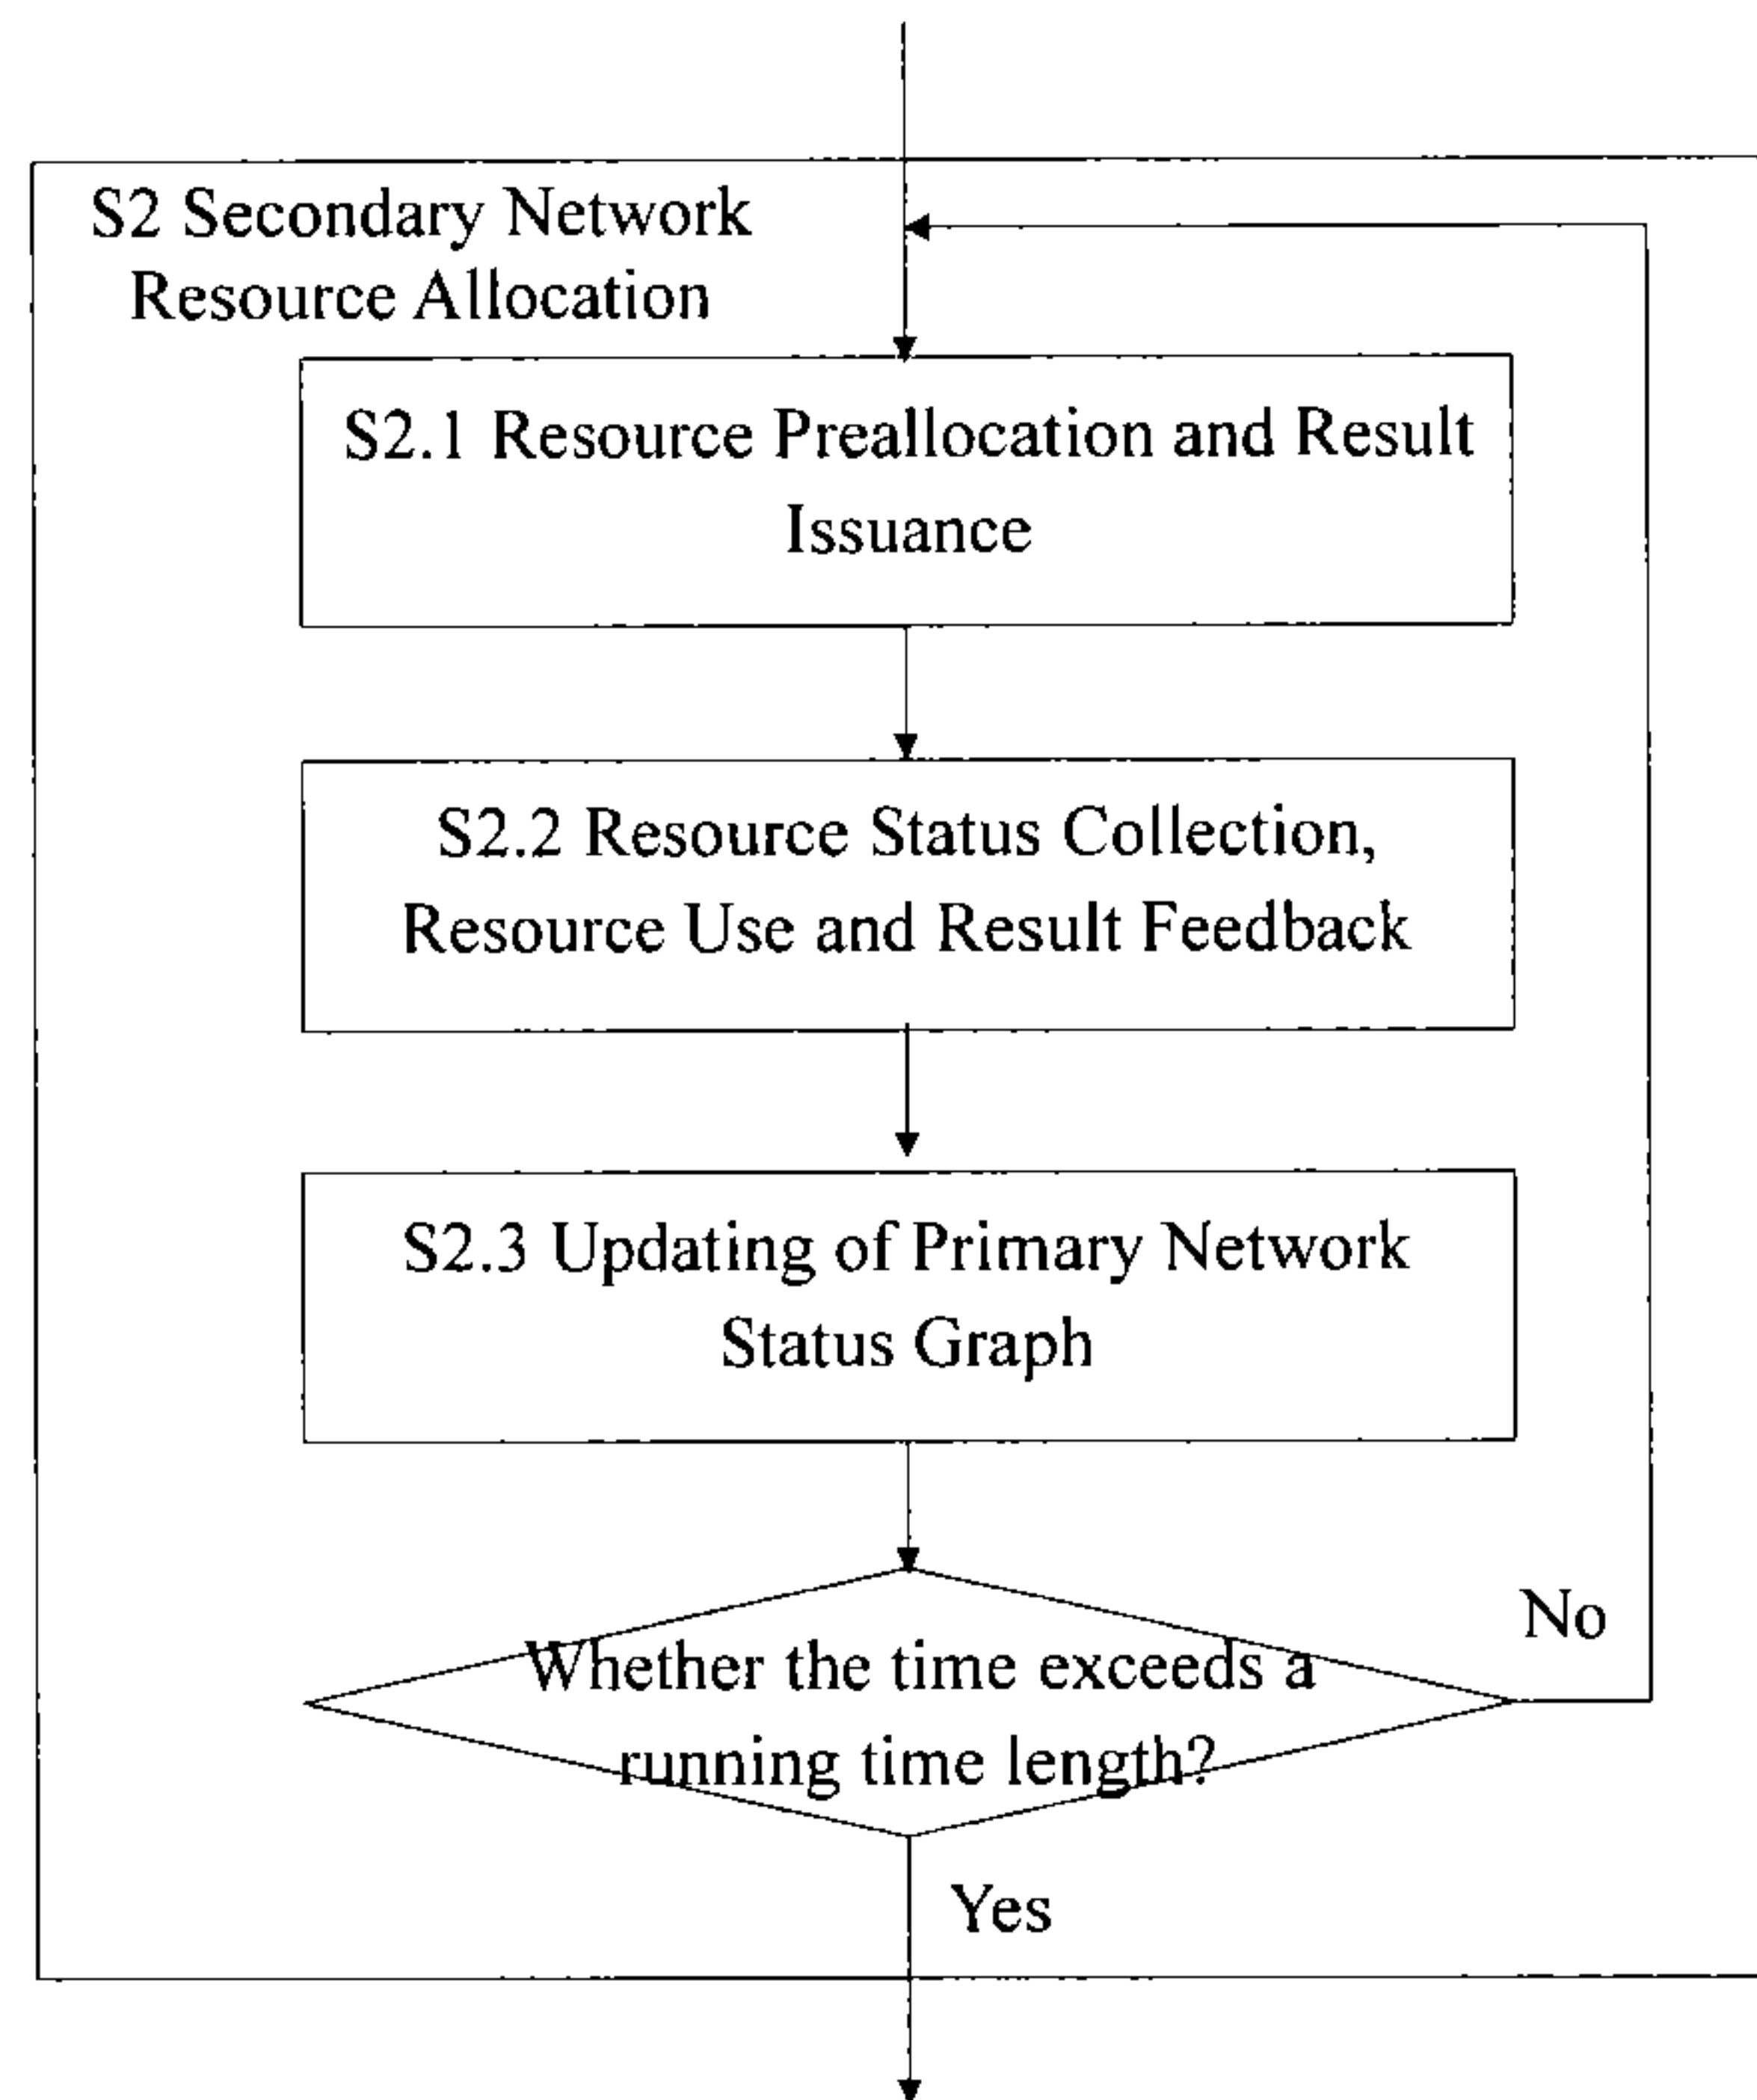 S2 Secondary Network
Resource Allocation
S2.1 Resource Preallocation and Result
Issuance
S2.2 Resource Status Collection,
Resource Use and Result Feedback
S2.3 Updating of Primary Network
Status Graph
Whether the time exceeds a
running time length?
No
Yes